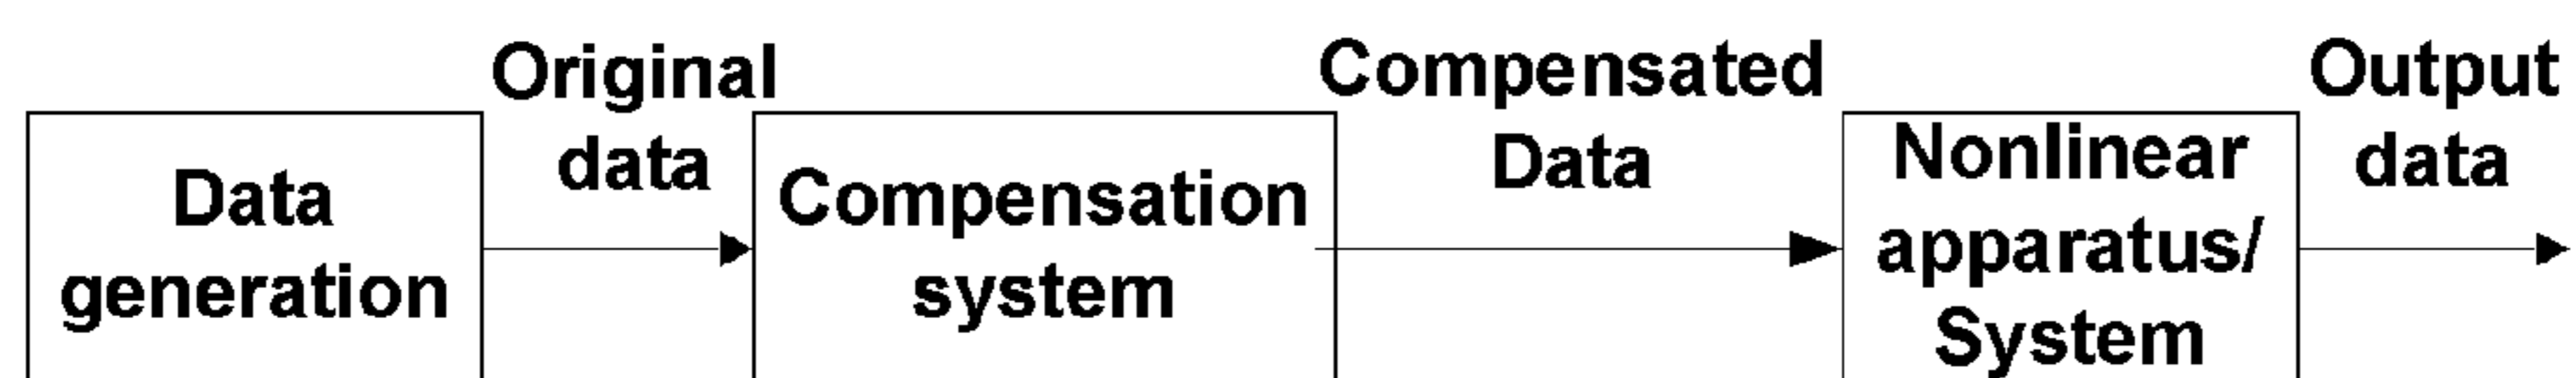 Data
generation
Original
data
Compensation
system
Compensated
Data
Nonlinear
apparatus/
System
Output
data